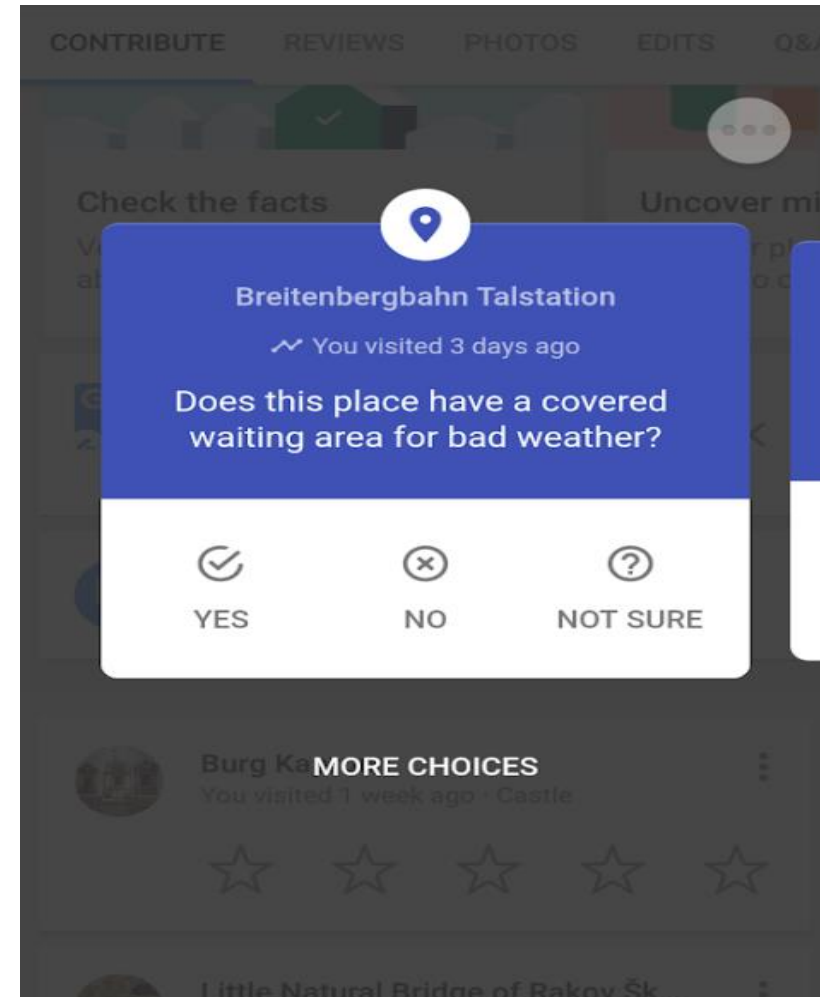 CONTRIBUTE REVIEWS PHOTOS EDITS
Check the facts
Uncover
Breitenbergbahn Talstation
You visited 3 days ago
Does this place have a covered
waiting area for bad weather?
YES NO NOT SURE
MORE CHOICES
Burg
You visited 1 week ago · Castle
Little Natural Bridge of Rakov Šk